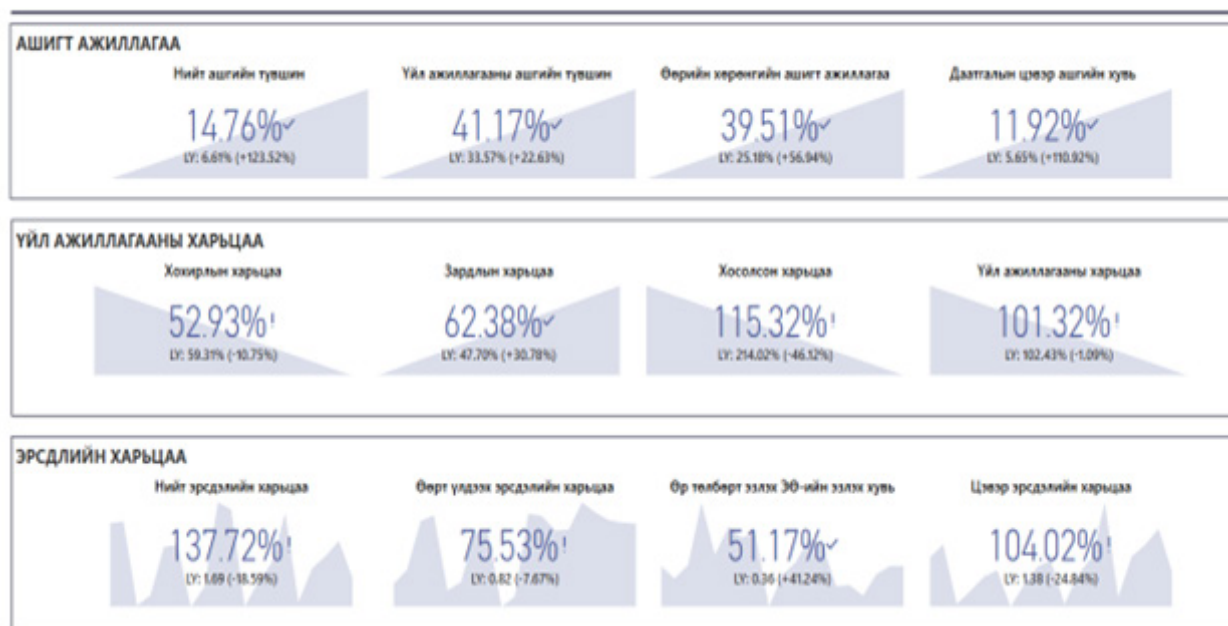 АШИГТ АЖИЛЛАГАА
Нийт ашгийн түвшин
Үйл ажиллагааны ашгийн түвшин
Өөрийн хөрөнгийн ашигт ажиллагаа
Даатгалын цэвэр ашгийн хувь
14.76%
41.17%
39.51%
11.92%
LY: 6.61% (+123.52%)
LY: 33.57% (+22.63%)
LY: 25.18% (+56.94%)
LY: 5.65% (+110.92%)
ҮЙЛ АЖИЛЛАГААНЫ ХАРЬЦАА
Хохирлын харьцаа
Зардлын харьцаа
Хосолсон харьцаа
Үйл ажиллагааны харьцаа
52.93%!
62.38%
115.32%!
101.32%!
LY: 59.31% (-10.75%)
LY: 47.70% (+30.78%)
LY: 214.02% (-46.12%)
LY: 102.43% (-1.09%)
ЭРСДЛИЙН ХАРЬЦАА
Нийт эрсдэлийн харьцаа
Өөрт үлдээх эрсдэлийн харьцаа
Өр төлбөрт эзлэх ЭӨ-ийн эзлэх хувь
Цэвэр эрсдэлийн харьцаа
137.72%!
75.53%!
51.17%
104.02%!
LY: 1.69 (-18.59%)
LY: 0.82 (-7.67%)
LY: 0.36 (+41.24%)
LY: 1.38 (-24.84%)